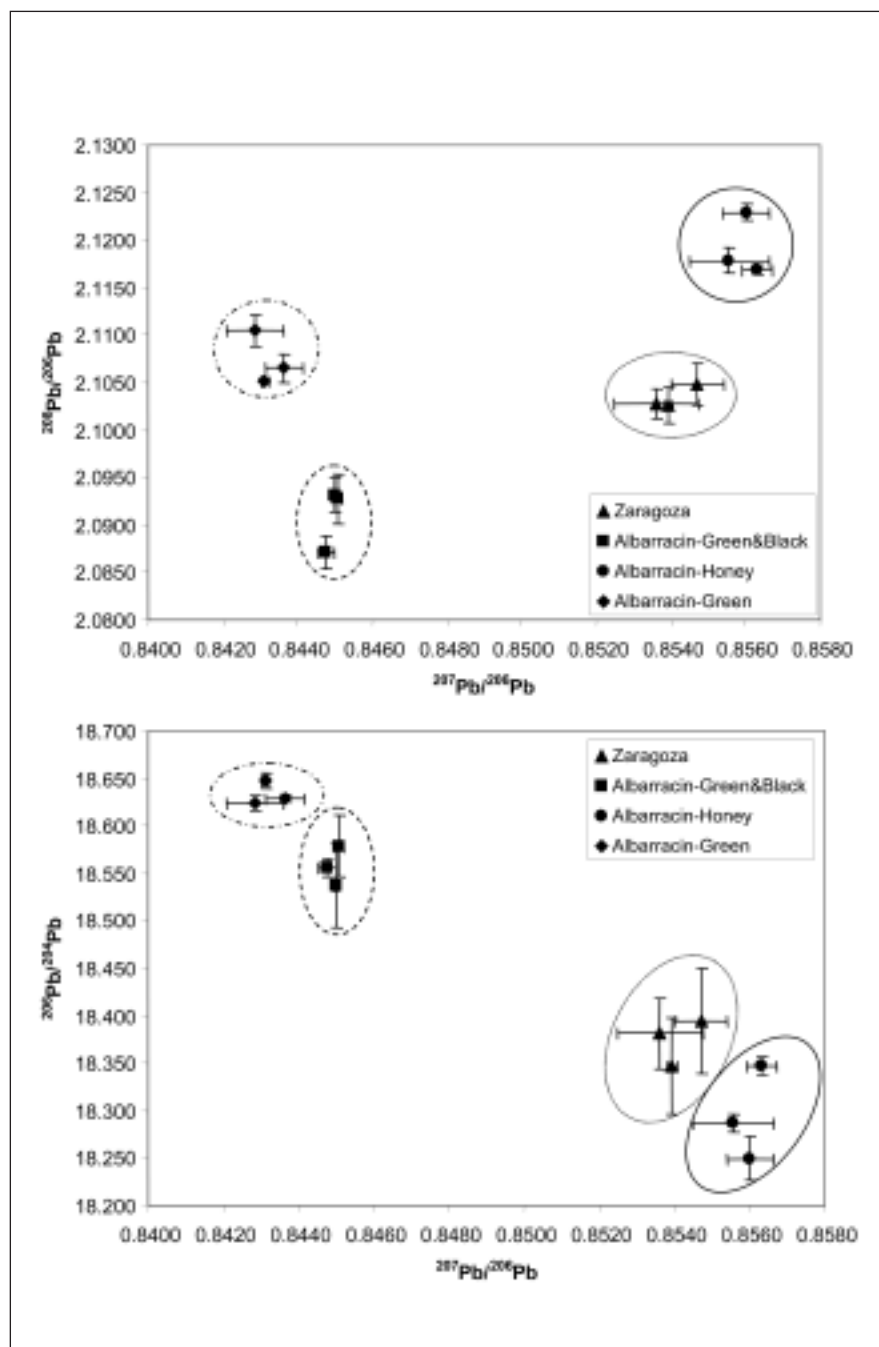 2.1300
2.1250
2.1200
2.1150
2.1100
2.1050
2.1000
2.0950
2.0900
2.0850
2.0800
²⁰⁸Pb/²⁰⁶Pb
Zaragoza
Albarracin-Green&Black
Albarracin-Honey
Albarracin-Green
0.8400 0.8420 0.8440 0.8460 0.8480 0.8500 0.8520 0.8540 0.8560 0.8580
²⁰⁷Pb/²⁰⁶Pb
18.700
18.650
18.600
18.550
18.500
18.450
18.400
18.350
18.300
18.250
18.200
²⁰⁶Pb/²⁰⁴Pb
Zaragoza
Albarracin-Green&Black
Albarracin-Honey
Albarracin-Green
0.8400 0.8420 0.8440 0.8460 0.8480 0.8500 0.8520 0.8540 0.8560 0.8580
²⁰⁷Pb/²⁰⁶Pb